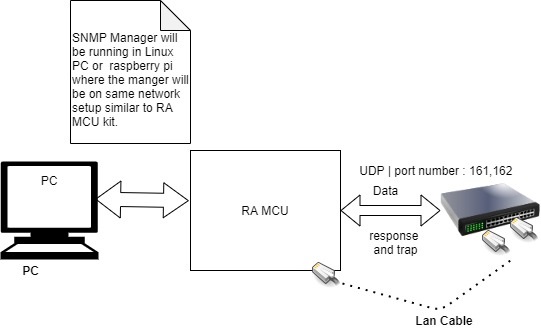 SNMP Manager will
be running in Linux
PC or  raspberry pi
where the manger will
be on same network
setup similar to RA
MCU kit.
PC
PC
RA MCU
UDP | port number : 161,162
Data
response
and trap
Lan Cable